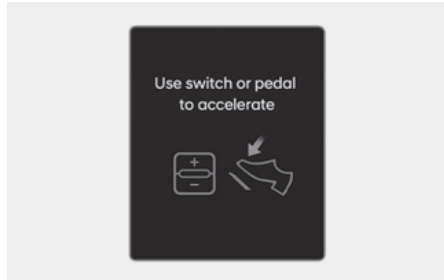 Use switch or pedal
to accelerate
+
−